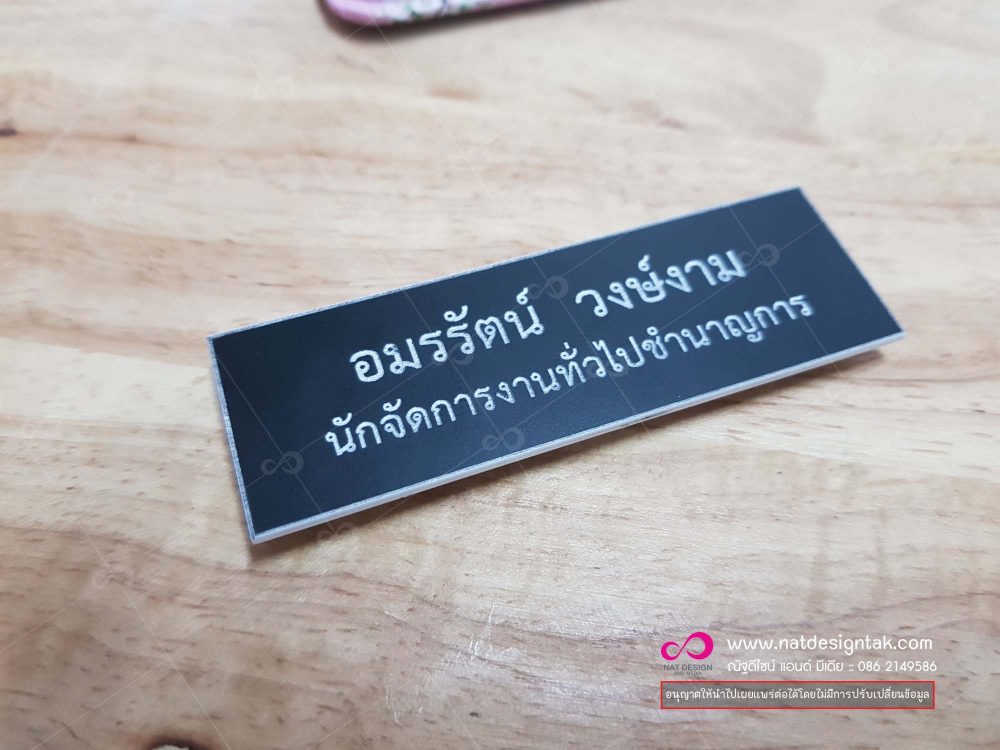 อมรรัตน์ วงษ์งาม
นักจัดการงานทั่วไปชำนาญการ
www.natdesigntak.com
NAT DESIGN
AND MEDIA
ณัฐดีไซน์ แอนด์ มีเดีย :: 086 2149586
อนุญาตให้นำไปเผยแพร่ต่อได้โดยไม่มีการปรับเปลี่ยนข้อมูล